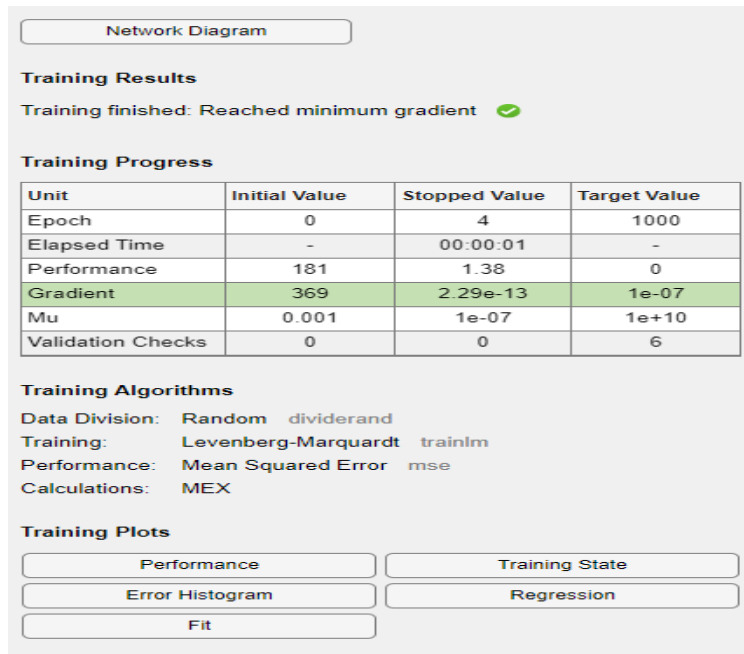 Network Diagram
Training Results
Training finished: Reached minimum gradient
Training Progress
Unit Initial Value Stopped Value Target Value
Epoch 0 4 1000
Elapsed Time - 00:00:01 -
Performance 181 1.38 0
Gradient 369 2.29e-13 1e-07
Mu 0.001 1e-07 1e+10
Validation Checks 0 0 6
Training Algorithms
Data Division: Random dividerand
Training: Levenberg-Marquardt trainlm
Performance: Mean Squared Error mse
Calculations: MEX
Training Plots
Performance Training State
Error Histogram Regression
Fit